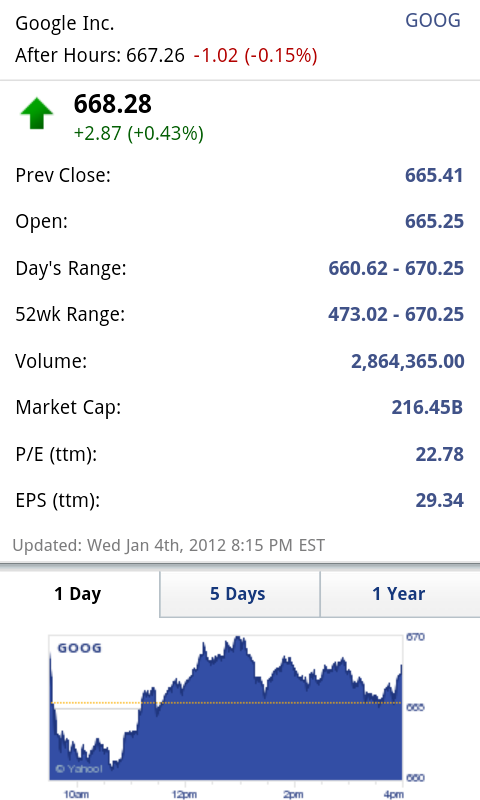 Google Inc. GOOG
After Hours: 667.26 -1.02 (-0.15%)
668.28
+2.87 (+0.43%)
Prev Close: 665.41
Open: 665.25
Day's Range: 660.62 - 670.25
52wk Range: 473.02 - 670.25
Volume: 2,864,365.00
Market Cap: 216.45B
P/E (ttm): 22.78
EPS (ttm): 29.34
Updated: Wed Jan 4th, 2012 8:15 PM EST
1 Day 5 Days 1 Year
GOOG
670
665
660
© Yahoo!
10am 12pm 2pm 4pm